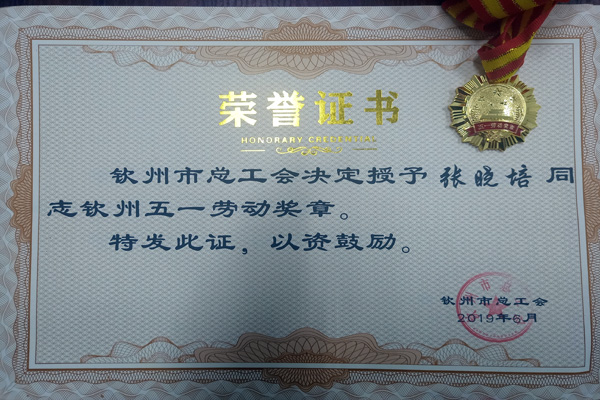 荣誉证书
HONORARY CREDENTIAL
钦州市总工会决定授予张晓培同
志钦州五一劳动奖章。
特发此证，以资鼓励。
钦州市总工会
2019年6月